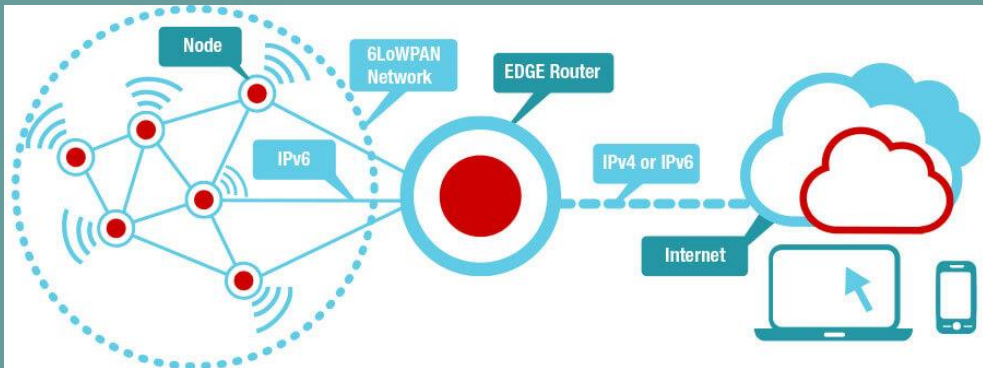 Node
6LoWPAN
Network
EDGE Router
IPv6
IPv4 or IPv6
Internet